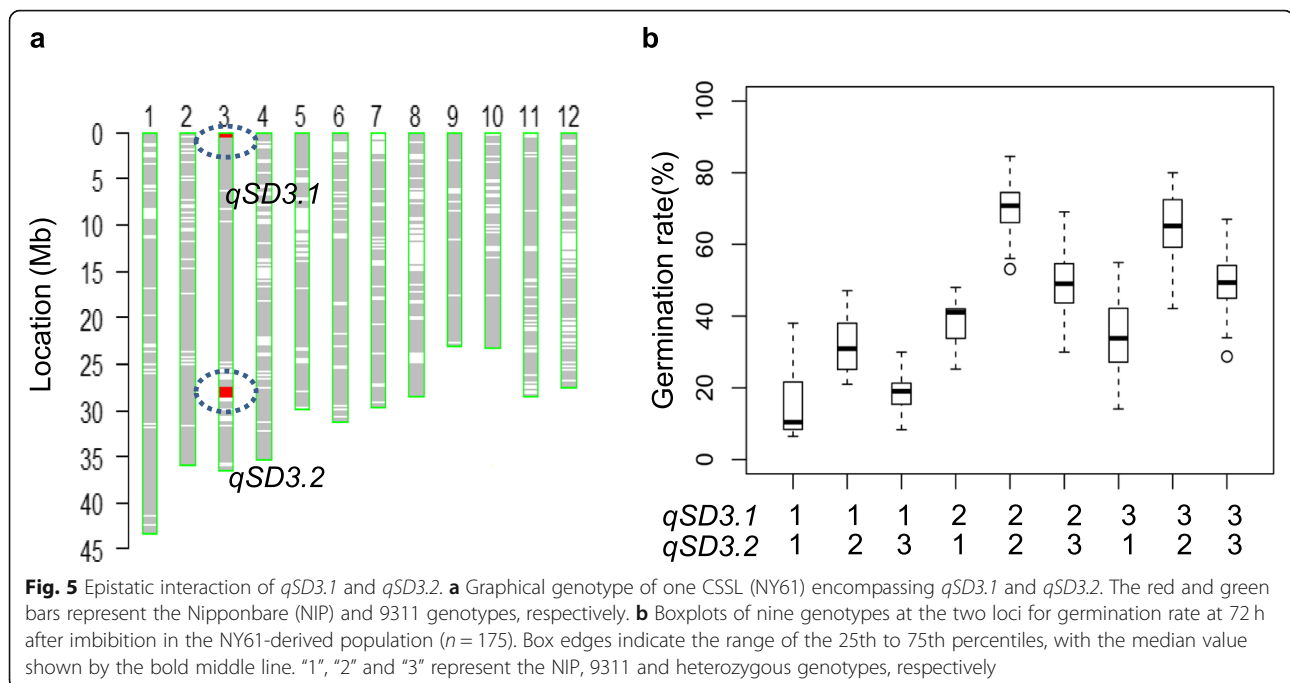 a
b
1 2 3 4 5 6 7 8 9 10 11 12
Location (Mb)
0
5
10
15
20
25
30
35
40
45
qSD3.1
qSD3.2
Germination rate(%)
100
80
60
40
20
0
qSD3.1 1 1 1 2 2 2 3 3 3
qSD3.2 1 2 3 1 2 3 1 2 3
Fig. 5 Epistatic interaction of qSD3.1 and qSD3.2. a Graphical genotype of one CSSL (NY61) encompassing qSD3.1 and qSD3.2. The red and green
bars represent the Nipponbare (NIP) and 9311 genotypes, respectively. b Boxplots of nine genotypes at the two loci for germination rate at 72 h
after imbibition in the NY61-derived population (n = 175). Box edges indicate the range of the 25th to 75th percentiles, with the median value
shown by the bold middle line. “1”, “2” and “3” represent the NIP, 9311 and heterozygous genotypes, respectively